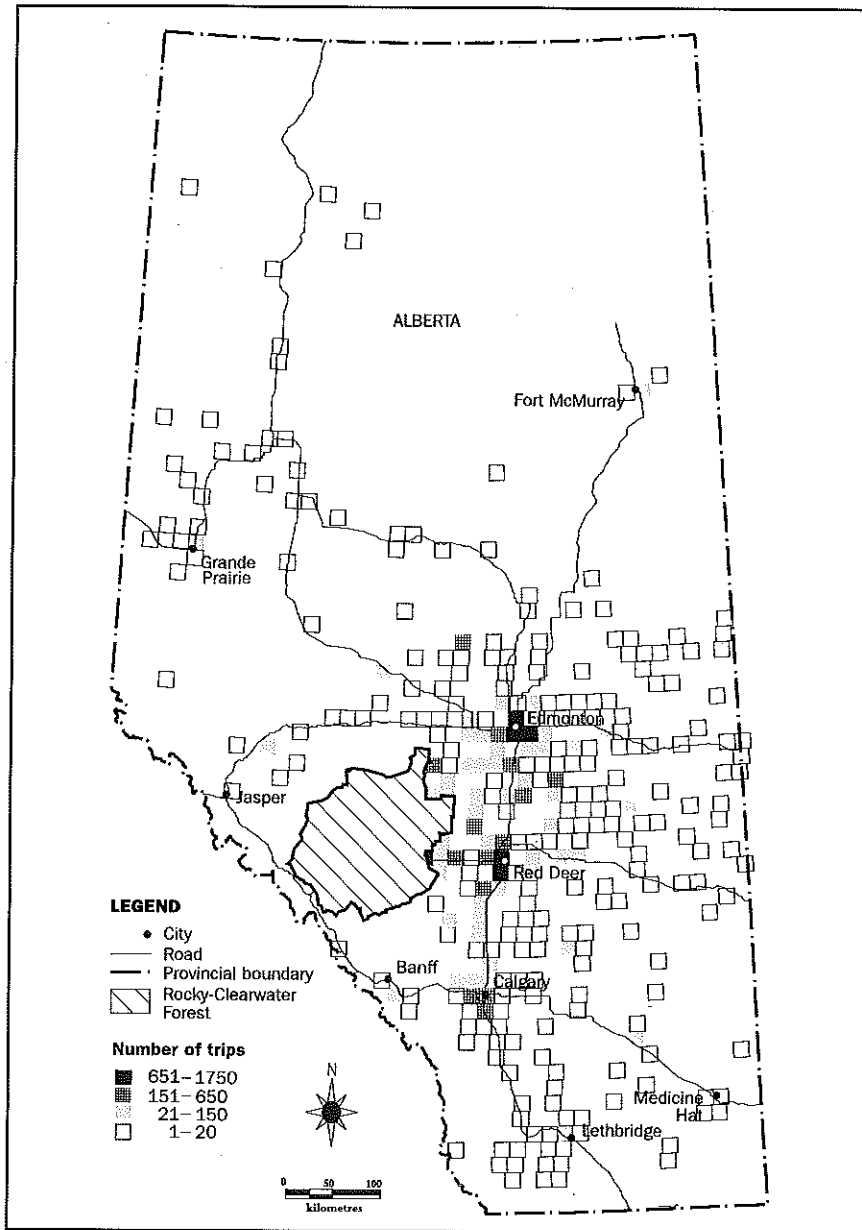 ALBERTA
Fort McMurray
Grande
Prairie
Edmonton
Jasper
Red Deer
LEGEND
City
Road
Provincial boundary
Rocky-Clearwater
Forest
Banff
Calgary
Number of trips
651–1750
151–650
21–150
1–20
N
Medicine
Hat
Lethbridge
0 50 100
kilometres